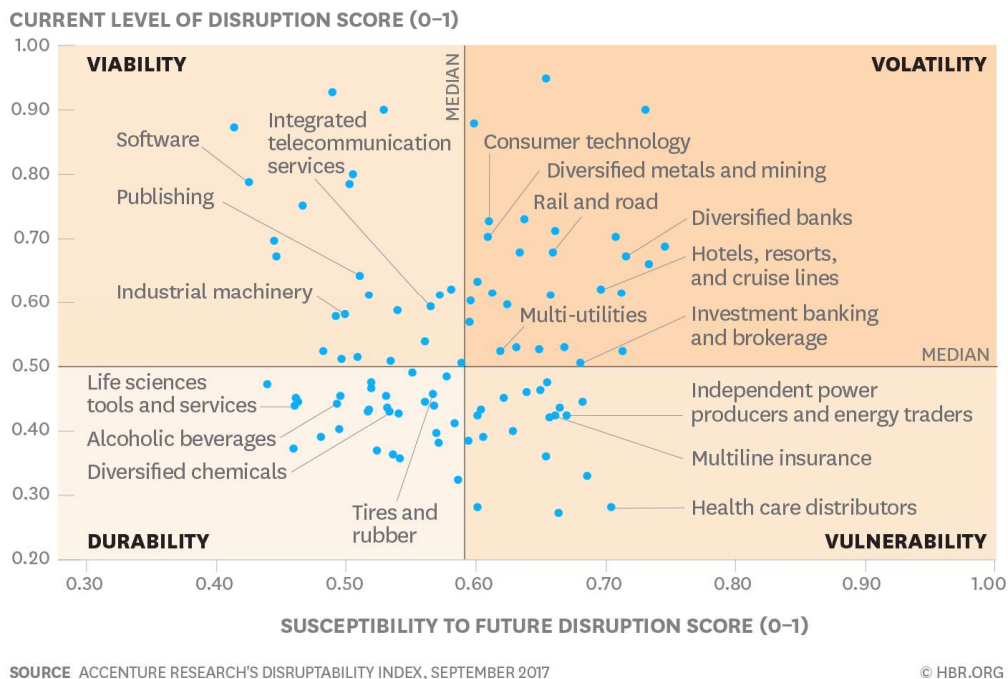 CURRENT LEVEL OF DISRUPTION SCORE (0–1)
1.00
VIABILITY
MEDIAN
VOLATILITY
0.90
Software
Integrated
telecommunication
services
Consumer technology
0.80
Diversified metals and mining
Publishing
Rail and road
Diversified banks
0.70
Hotels, resorts,
and cruise lines
Industrial machinery
0.60
Multi-utilities
Investment banking
and brokerage
MEDIAN
0.50
Life sciences
tools and services
Independent power
producers and energy traders
0.40
Alcoholic beverages
Diversified chemicals
Multiline insurance
0.30
Tires and
rubber
Health care distributors
DURABILITY
VULNERABILITY
0.20
0.30
0.40
0.50
0.60
0.70
0.80
0.90
1.00
SUSCEPTIBILITY TO FUTURE DISRUPTION SCORE (0–1)
SOURCE ACCENTURE RESEARCH'S DISRUPTABILITY INDEX, SEPTEMBER 2017
© HBR.ORG